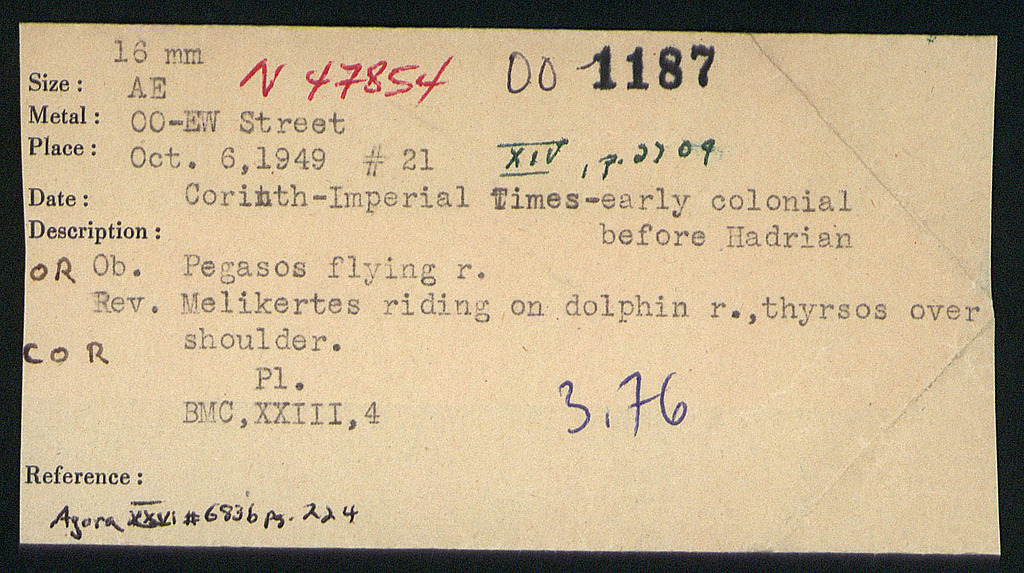 16 mm
Size : AE N 47854 OO 1187
Metal : OO-EW Street
Place : Oct. 6,1949 # 21 XIV, p. 2709
Date : Corinth-Imperial Times-early colonial
Description : before Hadrian
OR Ob. Pegasos flying r.
Rev. Melikertes riding on dolphin r.,thyrsos over
COR shoulder.
Pl.
BMC,XXIII,4 3.76
Reference :
Agora XXVI #683b pg. 224